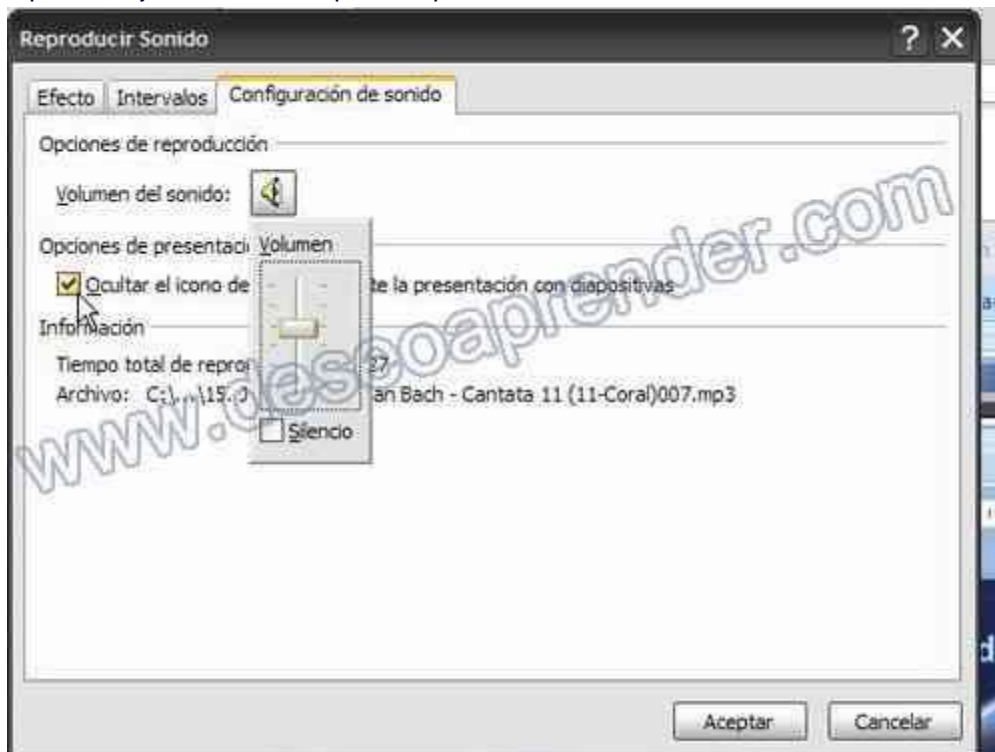 Reproducir Sonido
Efecto Intervalos Configuración de sonido
Opciones de reproducción
Volumen del sonido:
Opciones de presentaci Volumen
Ocultar el icono de te la presentación con diapositivas
Información
Tiempo total de repro 27
Archivo: C:\...\15. J an Bach - Cantata 11 (11-Coral)007.mp3
Silencio
www.deseoaprender.com
Aceptar Cancelar